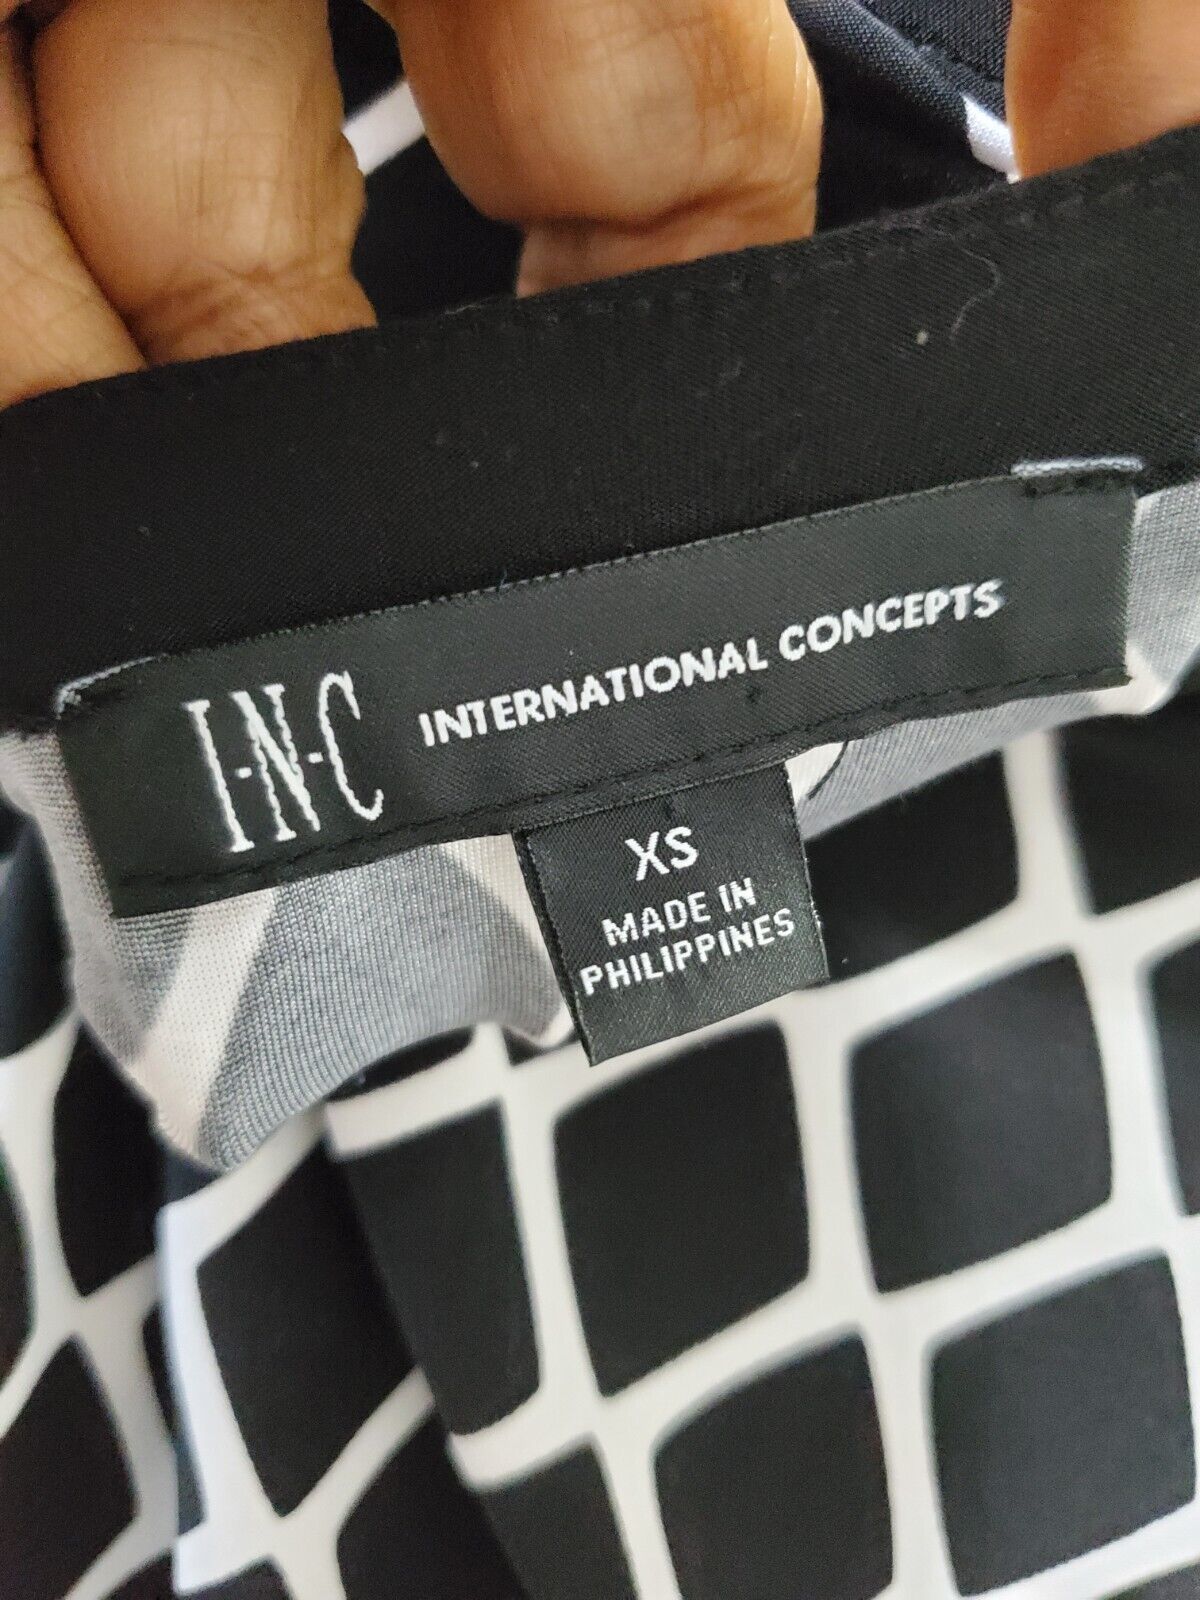 I-N-C INTERNATIONAL CONCEPTS
XS
MADE IN
PHILIPPINES